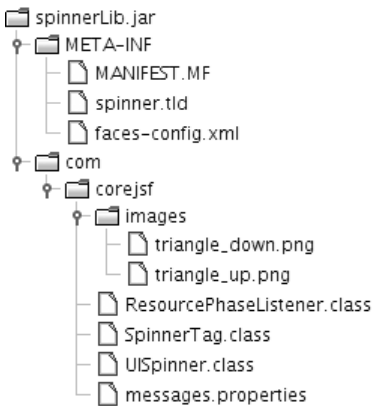 spinnerLib.jar
META-INF
MANIFEST.MF
spinner.tld
faces-config.xml
com
corejsf
images
triangle_down.png
triangle_up.png
ResourcePhaseListener.class
SpinnerTag.class
UISpinner.class
messages.properties